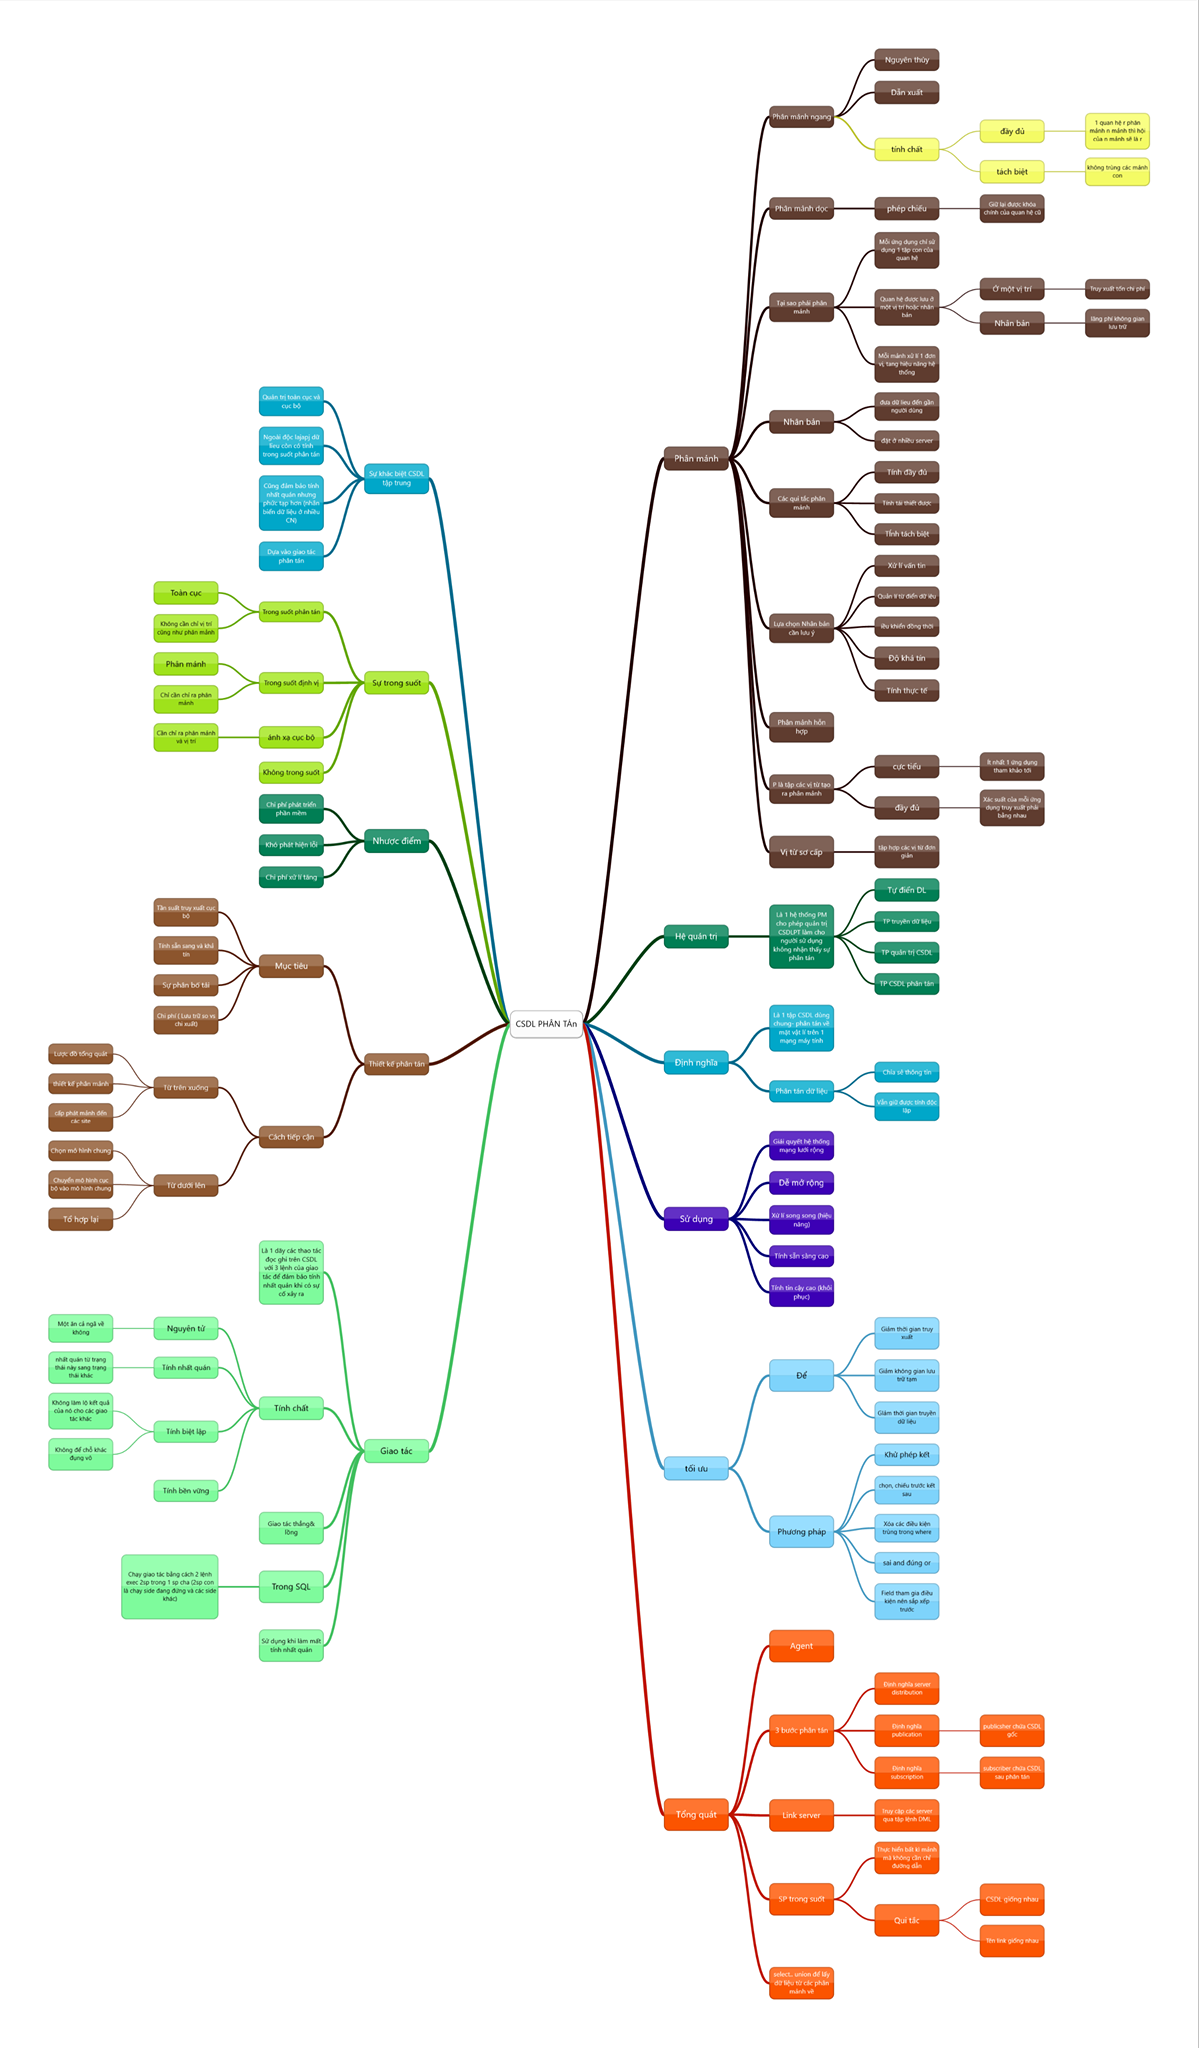 CSDL PHÂN TÁn
Phân mảnh
Phân mãnh ngang
Nguyên thủy
Dẫn xuất
tính chất
đầy đủ
1 quan hệ r phân
mảnh n mảnh thì hội
của n mảnh sẽ là r
tách biệt
không trùng các mảnh
con
Phân mảnh dọc
phép chiếu
Giữ lại được khóa
chính của quan hệ cũ
Tại sao phải phân
mảnh
Mỗi ứng dụng chỉ sử
dụng 1 tập con của
quan hệ
Quan hệ được lưu ở
một vị trí hoặc nhân
bản
Ở một vị trí
Truy xuất tốn chi phí
Nhân bản
lãng phí không gian
lưu trữ
Mỗi mảnh xử lí 1 đơn
vị, tang hiệu năng hệ
thống
Nhân bản
đưa dữ lieu đến gần
người dùng
đặt ở nhiều server
Các qui tắc phân
mảnh
Tính đầy đủ
Tính tái thiết được
Tính tách biệt
Lựa chọn Nhân bản
cần lưu ý
Xử lí vấn tin
Quản lí từ điển dữ iêu
iều khiển đồng thời
Độ khả tín
Tính thực tế
Phân mảnh hỗn
hợp
P là tập các vị từ tạo
ra phân mảnh
cực tiểu
Ít nhất 1 ứng dụng
tham khảo tới
đầy đủ
Xác suất của mỗi ứng
dụng truy xuất phải
bằng nhau
Vị từ sơ cấp
tập hợp các vị từ đơn
giản
Hệ quản trị
Là 1 hệ thống PM
cho phép quản trị
CSDLPT làm cho
người sử dụng
không nhận thấy sự
phân tán
Tự điển DL
TP truyền dữ liệu
TP quản trị CSDL
TP CSDL phân tán
Định nghĩa
Là 1 tập CSDL dùng
chung- phân tán về
mặt vật lí trên 1
mạng máy tính
Phân tán dữ liệu
Chia sẻ thông tin
Vẫn giữ được tính độc
lập
Sử dụng
Giải quyết hệ thống
mạng lưới rộng
Dễ mở rộng
Xử lí song song (hiệu
năng)
Tính sẵn sàng cao
Tính tin cậy cao (khôi
phục)
tối ưu
Để
Giảm thời gian truy
xuất
Giảm không gian lưu
trữ tạm
Giảm thời gian truyền
dữ liệu
Phương pháp
Khử phép kết
chọn, chiếu trước kết
sau
Xóa các điều kiện
trùng trong where
sai and đúng or
Field tham gia điều
kiện nên sắp xếp
trước
Tổng quát
Agent
3 bước phân tán
Định nghĩa server
distribution
Định nghĩa
publication
publicsher chứa CSDL
gốc
Định nghĩa
subscription
subscriber chứa CSDL
sau phân tán
Link server
Truy cập các server
qua tập lệnh DML
SP trong suốt
Thực hiển bất kì mảnh
mà không cần chỉ
đường dẫn
Qui tắc
CSDL giống nhau
Tên link giống nhau
select.. union để lấy
dữ liệu từ các phân
mảnh về
Sự khác biệt CSDL
tập trung
Quản trị toàn cục và
cục bộ
Ngoài độc lajapj dữ
lieu còn có tính
trong suốt phân tán
Cũng đảm bảo tính
nhất quán nhưng
phức tạp hơn (nhân
biển dữ liệu ở nhiều
CN)
Dựa vào giao tác
phân tán
Sự trong suốt
Trong suốt phân tán
Toàn cục
Không cần chỉ vị trí
cũng như phân mảnh
Trong suốt định vị
Phân mảnh
Chỉ cần chỉ ra phân
mảnh
ánh xạ cục bộ
Cần chỉ ra phân mảnh
và vị trí
Không trong suốt
Nhược điểm
Chi phí phát triển
phần mềm
Khó phát hiện lỗi
Chi phí xử lí tăng
Thiết kế phân tán
Mục tiêu
Tần suất truy xuất cục
bộ
Tính sẵn sang và khả
tín
Sự phân bố tải
Chi phí ( Lưu trữ so vs
chi xuất)
Cách tiếp cận
Từ trên xuống
Lược đồ tổng quát
thiết kế phân mảnh
cấp phát mảnh đến
các site
Từ dưới lên
Chọn mô hình chung
Chuyển mô hình cục
bộ vào mô hình chung
Tổ hợp lại
Giao tác
Là 1 dãy các thao tác
đọc ghi trên CSDL
với 3 lệnh của giao
tác để đảm bảo tính
nhất quán khi có sự
cố xảy ra
Tính chất
Nguyên tử
Một ăn cả ngã về
không
Tính nhất quán
nhất quán từ trạng
thái này sang trạng
thái khác
Tính biệt lập
Không làm lộ kết quả
của nó cho các giao
tác khác
Không để chỗ khác
đụng vô
Tính bền vững
Giao tác thẳng&
lồng
Trong SQL
Chạy giao tác bằng cách 2 lệnh
exec 2sp trong 1 sp cha (2sp con
là chạy side đang đứng và các side
khác)
Sử dụng khi làm mất
tính nhất quán